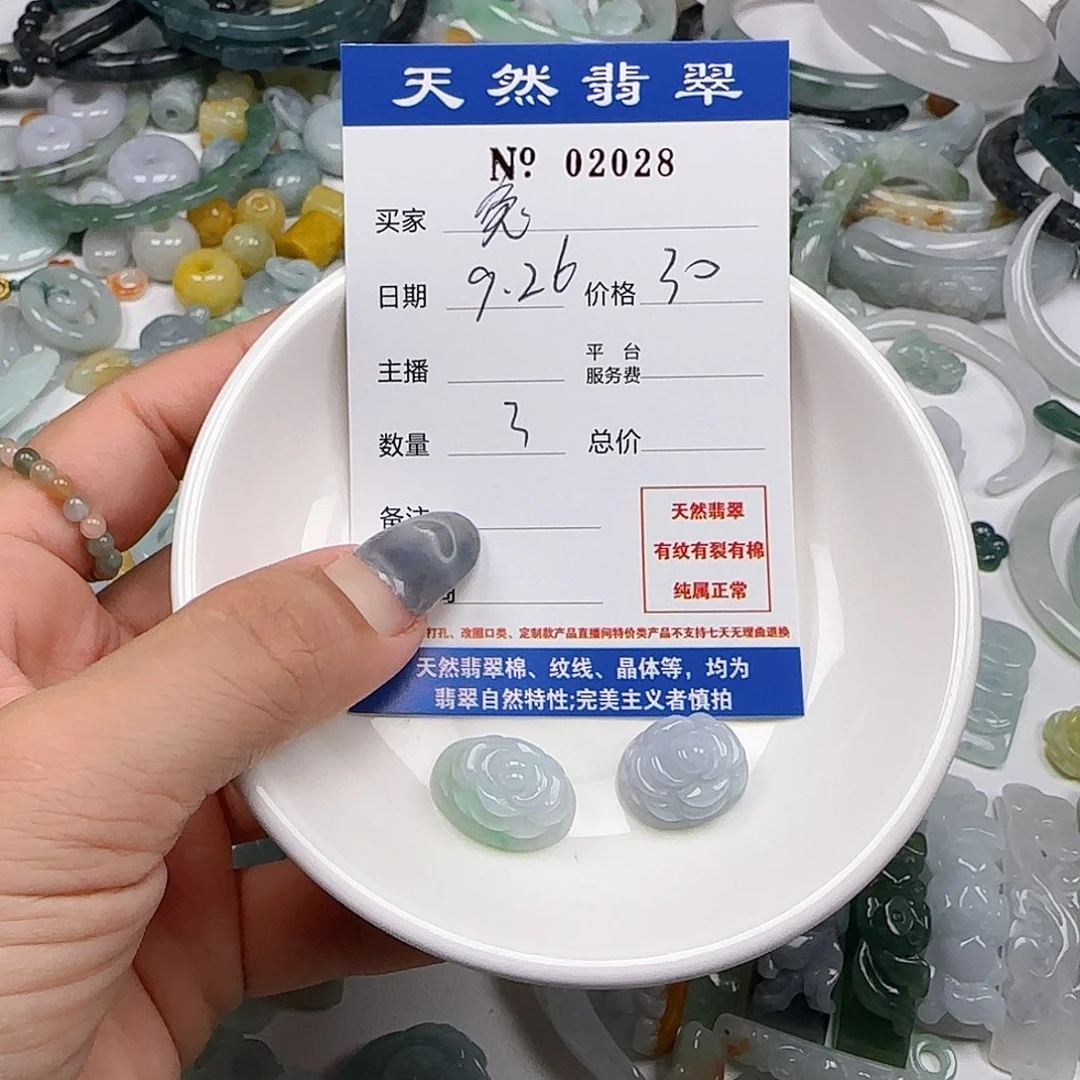 天然翡翠
Nº 02028
买家 兔
日期 9.26 价格 30
主播 平台服务费
数量 3 总价
备注
天然翡翠
有纹有裂有棉
纯属正常
打孔、改圈口类、定制款产品直播间特价类产品不支持七天无理由退换
天然翡翠棉、纹线、晶体等，均为
翡翠自然特性;完美主义者慎拍